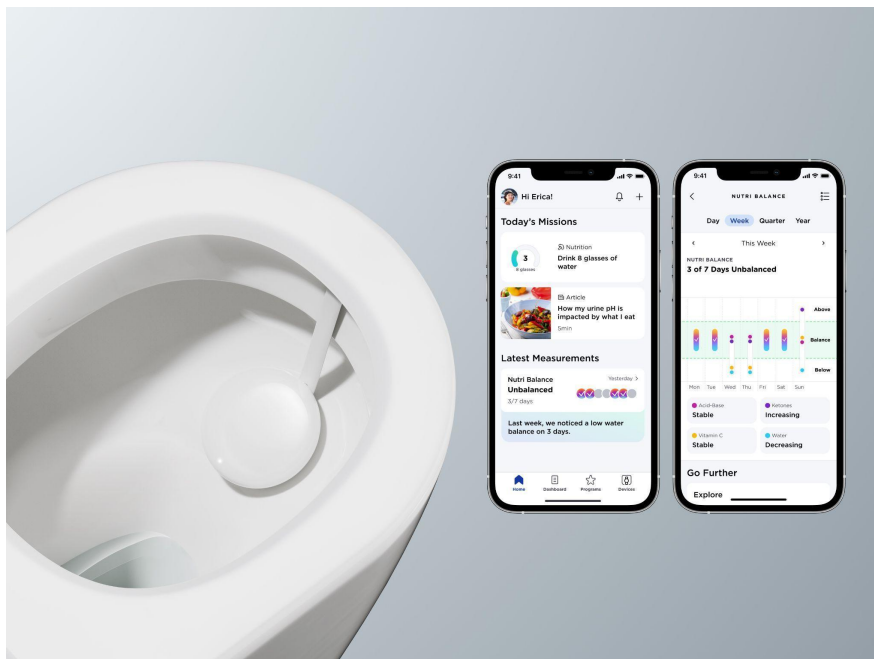 9:41
Hi Erica!
Today's Missions
3
8 glasses
Nutrition
Drink 8 glasses of
water
Article
How my urine pH is
impacted by what I eat
5min
Latest Measurements
Nutri Balance
Yesterday >
Unbalanced
3/7 days
Last week, we noticed a low water
balance on 3 days.
Home Dashboard Programs Devices
9:41
NUTRI BALANCE
Day Week Quarter Year
This Week
NUTRI BALANCE
3 of 7 Days Unbalanced
Above
Balance
Below
Mon Tue Wed Thu Fri Sat Sun
Acid-Base
Stable
Ketones
Increasing
Vitamin C
Stable
Water
Decreasing
Go Further
Explore